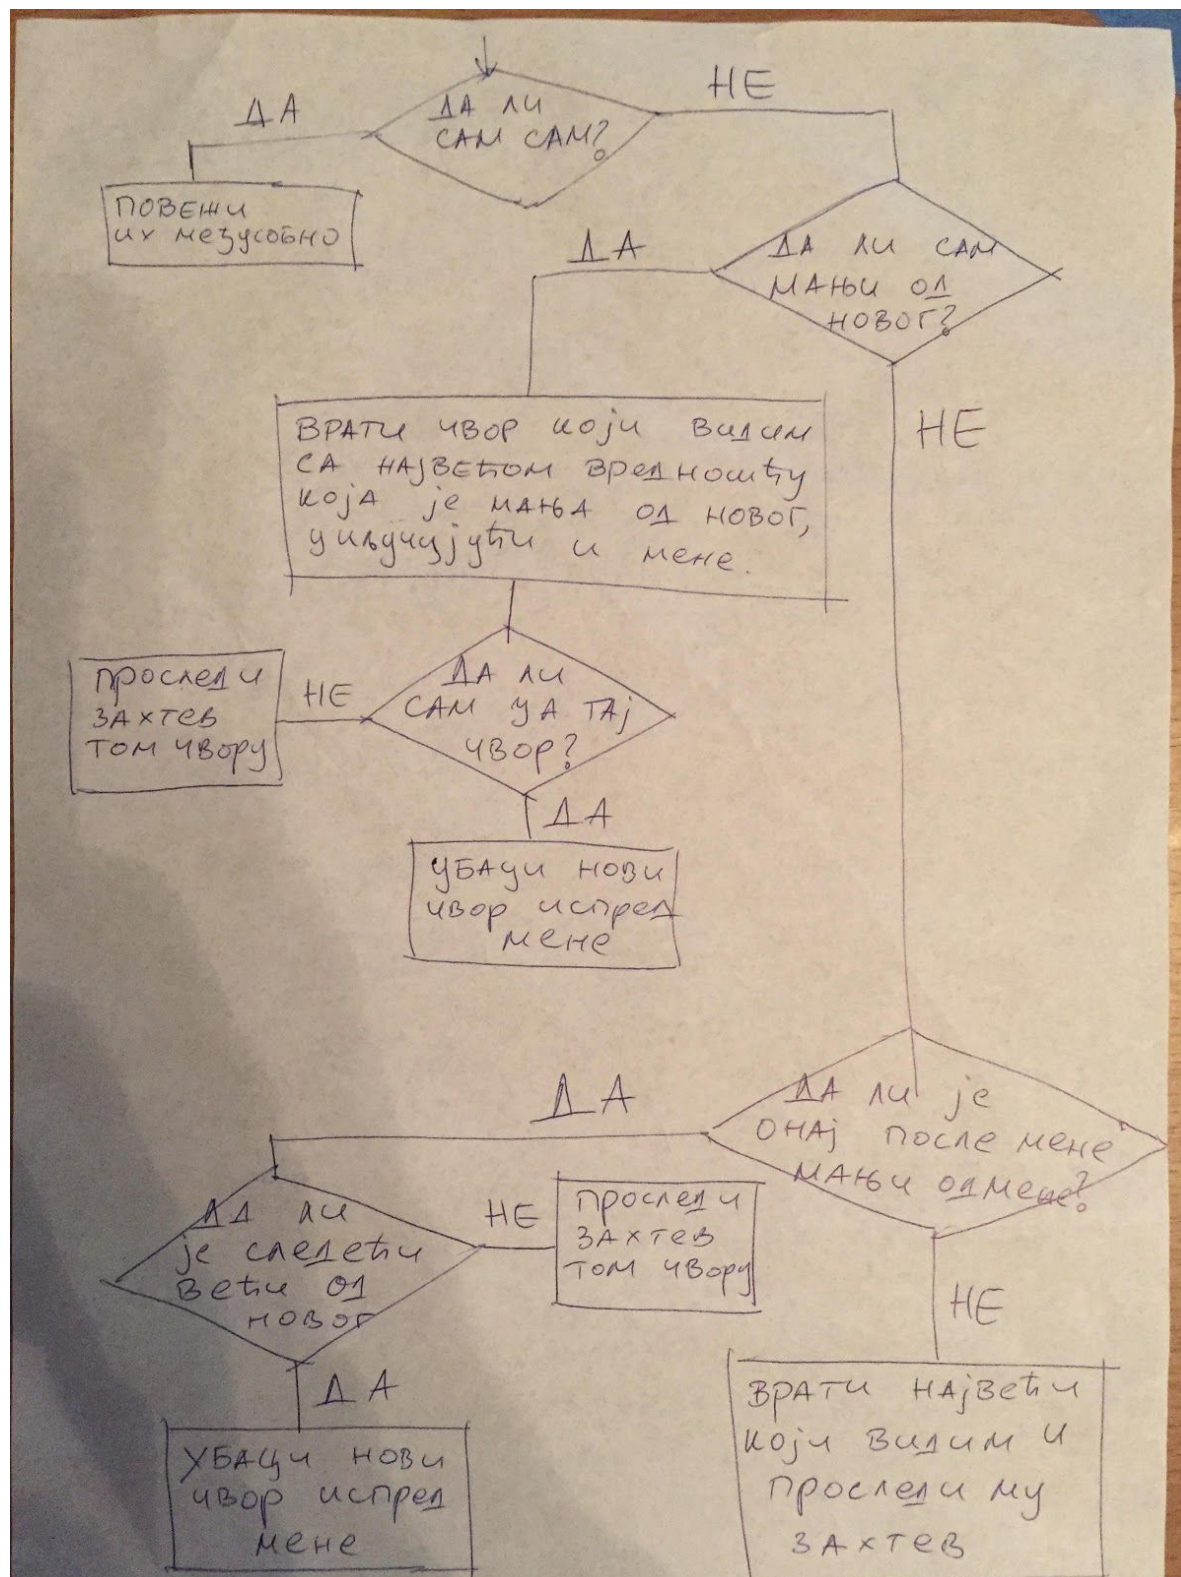 ДА ЛИ
САМ САМ?
ДА
НЕ
ПОВЕЖИ
ИХ МЕЂУСОБНО
ДА ЛИ САМ
МАЊИ ОД
НОВОГ?
ДА
НЕ
ВРАТИ ЧВОР КОЈИ ВИДИМ
СА НАЈВЕЋОМ ВРЕДНОШЋУ
КОЈА ЈЕ МАЊА ОД НОВОГ,
УКЉУЧУЈУЋИ И МЕНЕ.
ДА ЛИ
САМ ЈА ТАЈ
ЧВОР?
НЕ
ПРОСЛЕДИ
ЗАХТЕВ
ТОМ ЧВОРУ
ДА
УБАЦИ НОВИ
ЧВОР ИСПРЕД
МЕНЕ
ДА ЛИ ЈЕ
ОНАЈ ПОСЛЕ МЕНЕ
МАЊИ ОД МЕНЕ?
ДА
ДА ЛИ
ЈЕ СЛЕДЕЋИ
ВЕЋИ ОД
НОВОГ
НЕ
ПРОСЛЕДИ
ЗАХТЕВ
ТОМ ЧВОРУ
НЕ
ДА
УБАЦИ НОВИ
ЧВОР ИСПРЕД
МЕНЕ
ВРАТИ НАЈВЕЋИ
КОЈИ ВИДИМ И
ПРОСЛЕДИ МУ
ЗАХТЕВ